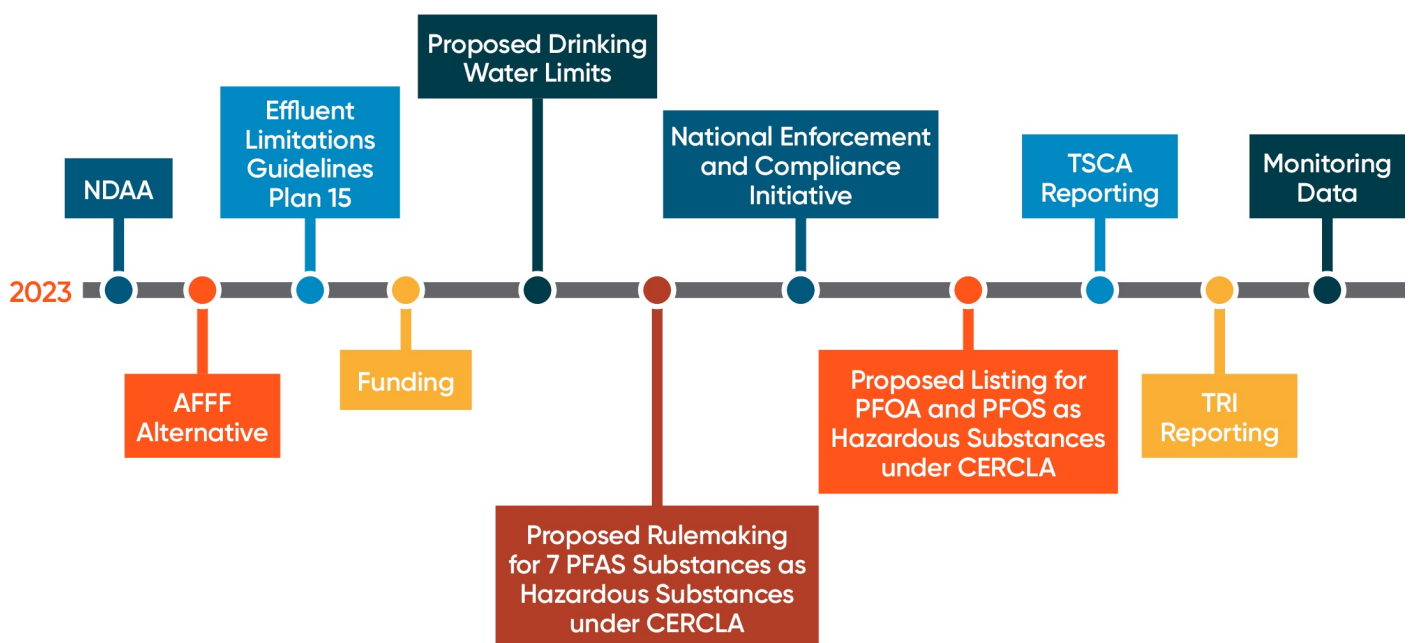 2023
NDAA
AFFF
Alternative
Effluent
Limitations
Guidelines
Plan 15
Funding
Proposed Drinking
Water Limits
Proposed Rulemaking
for 7 PFAS Substances as
Hazardous Substances
under CERCLA
National Enforcement
and Compliance
Initiative
Proposed Listing for
PFOA and PFOS as
Hazardous Substances
under CERCLA
TSCA
Reporting
TRI
Reporting
Monitoring
Data